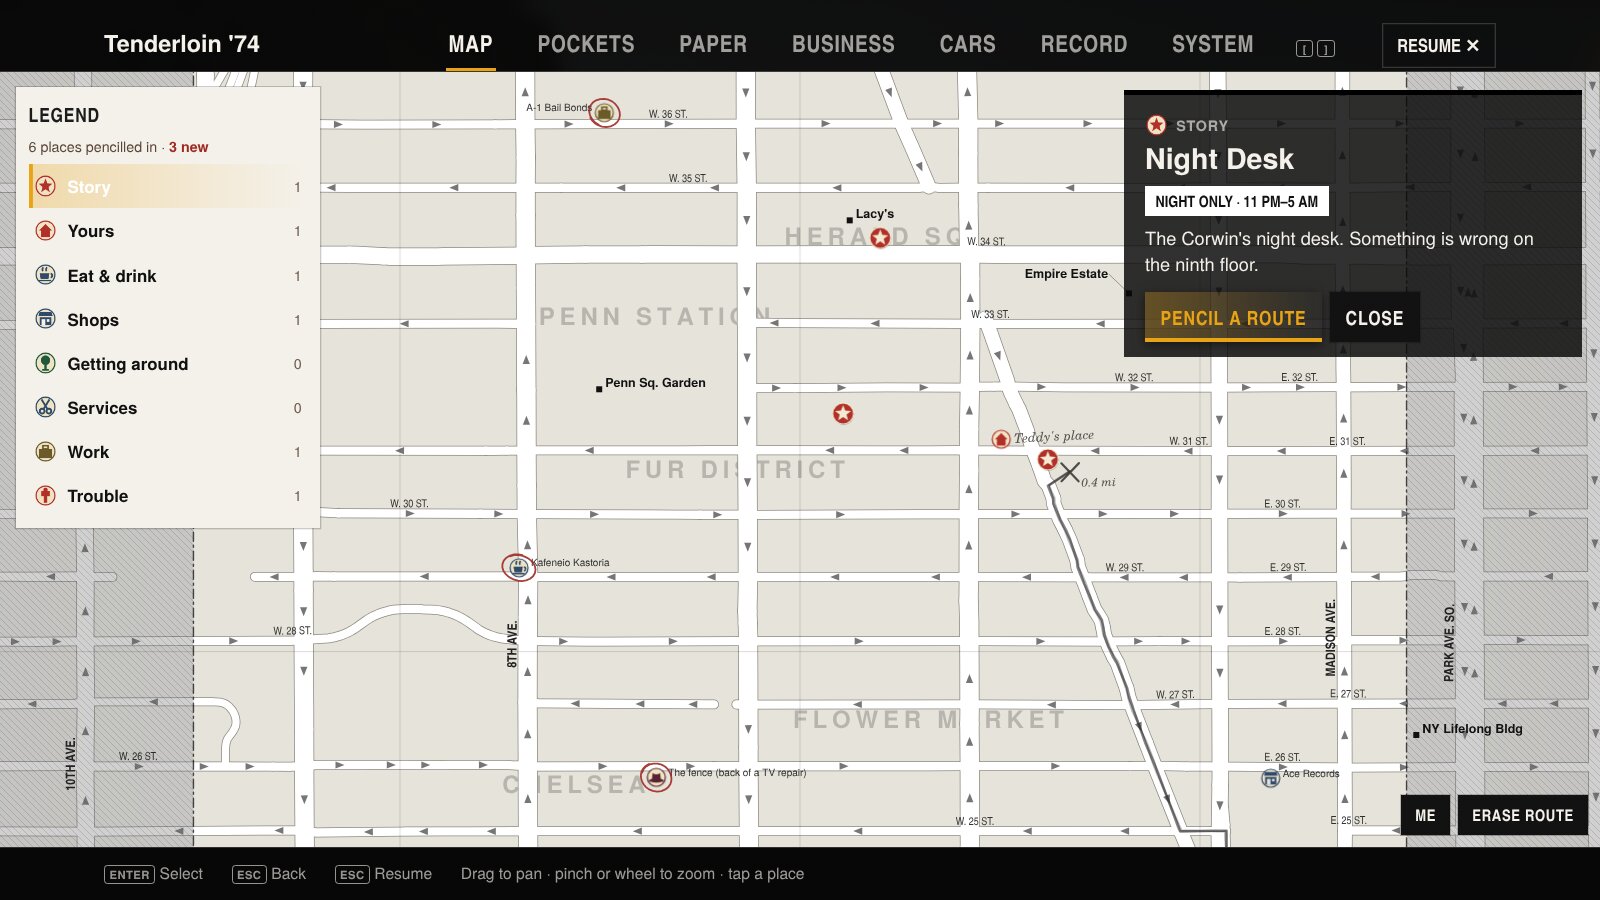 Tenderloin '74
MAP
POCKETS
PAPER
BUSINESS
CARS
RECORD
SYSTEM
[ ]
RESUME ✕
LEGEND
6 places pencilled in · 3 new
Story 1
Yours 1
Eat & drink 1
Shops 1
Getting around 0
Services 0
Work 1
Trouble 1
STORY
Night Desk
NIGHT ONLY · 11 PM–5 AM
The Corwin's night desk. Something is wrong on
the ninth floor.
PENCIL A ROUTE
CLOSE
A-1 Bail Bonds
W. 36 ST.
W. 35 ST.
Lacy's
HERALD SQ
W. 34 ST.
Empire Estate
PENN STATION
W. 33 ST.
Penn Sq. Garden
W. 32 ST.
E. 32 ST.
Teddy's place
W. 31 ST.
E. 31 ST.
FUR DISTRICT
0.4 mi
W. 30 ST.
E. 30 ST.
Kafeneio Kastoria
W. 29 ST.
E. 29 ST.
W. 28 ST.
8TH AVE.
E. 28 ST.
MADISON AVE.
PARK AVE. SO.
W. 27 ST.
E. 27 ST.
FLOWER MARKET
NY Lifelong Bldg
10TH AVE.
W. 26 ST.
E. 26 ST.
CHELSEA
The fence (back of a TV repair)
Ace Records
W. 25 ST.
E. 25 ST.
ME
ERASE ROUTE
ENTER Select
ESC Back
ESC Resume
Drag to pan · pinch or wheel to zoom · tap a place